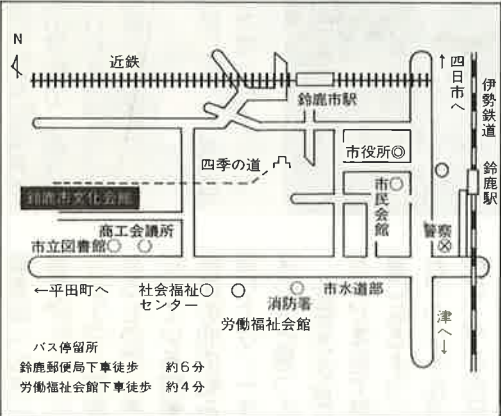 N
近鉄
↑四日市へ
伊勢鉄道 鈴鹿駅
鈴鹿市駅
市役所◎
四季の道
市民会館
鈴鹿市文化会館
商工会議所
市立図書館
警察
←平田町へ
社会福祉センター
消防署
市水道部
労働福祉会館
津へ↓
バス停留所
鈴鹿郵便局下車徒歩 約6分
労働福祉会館下車徒歩 約4分